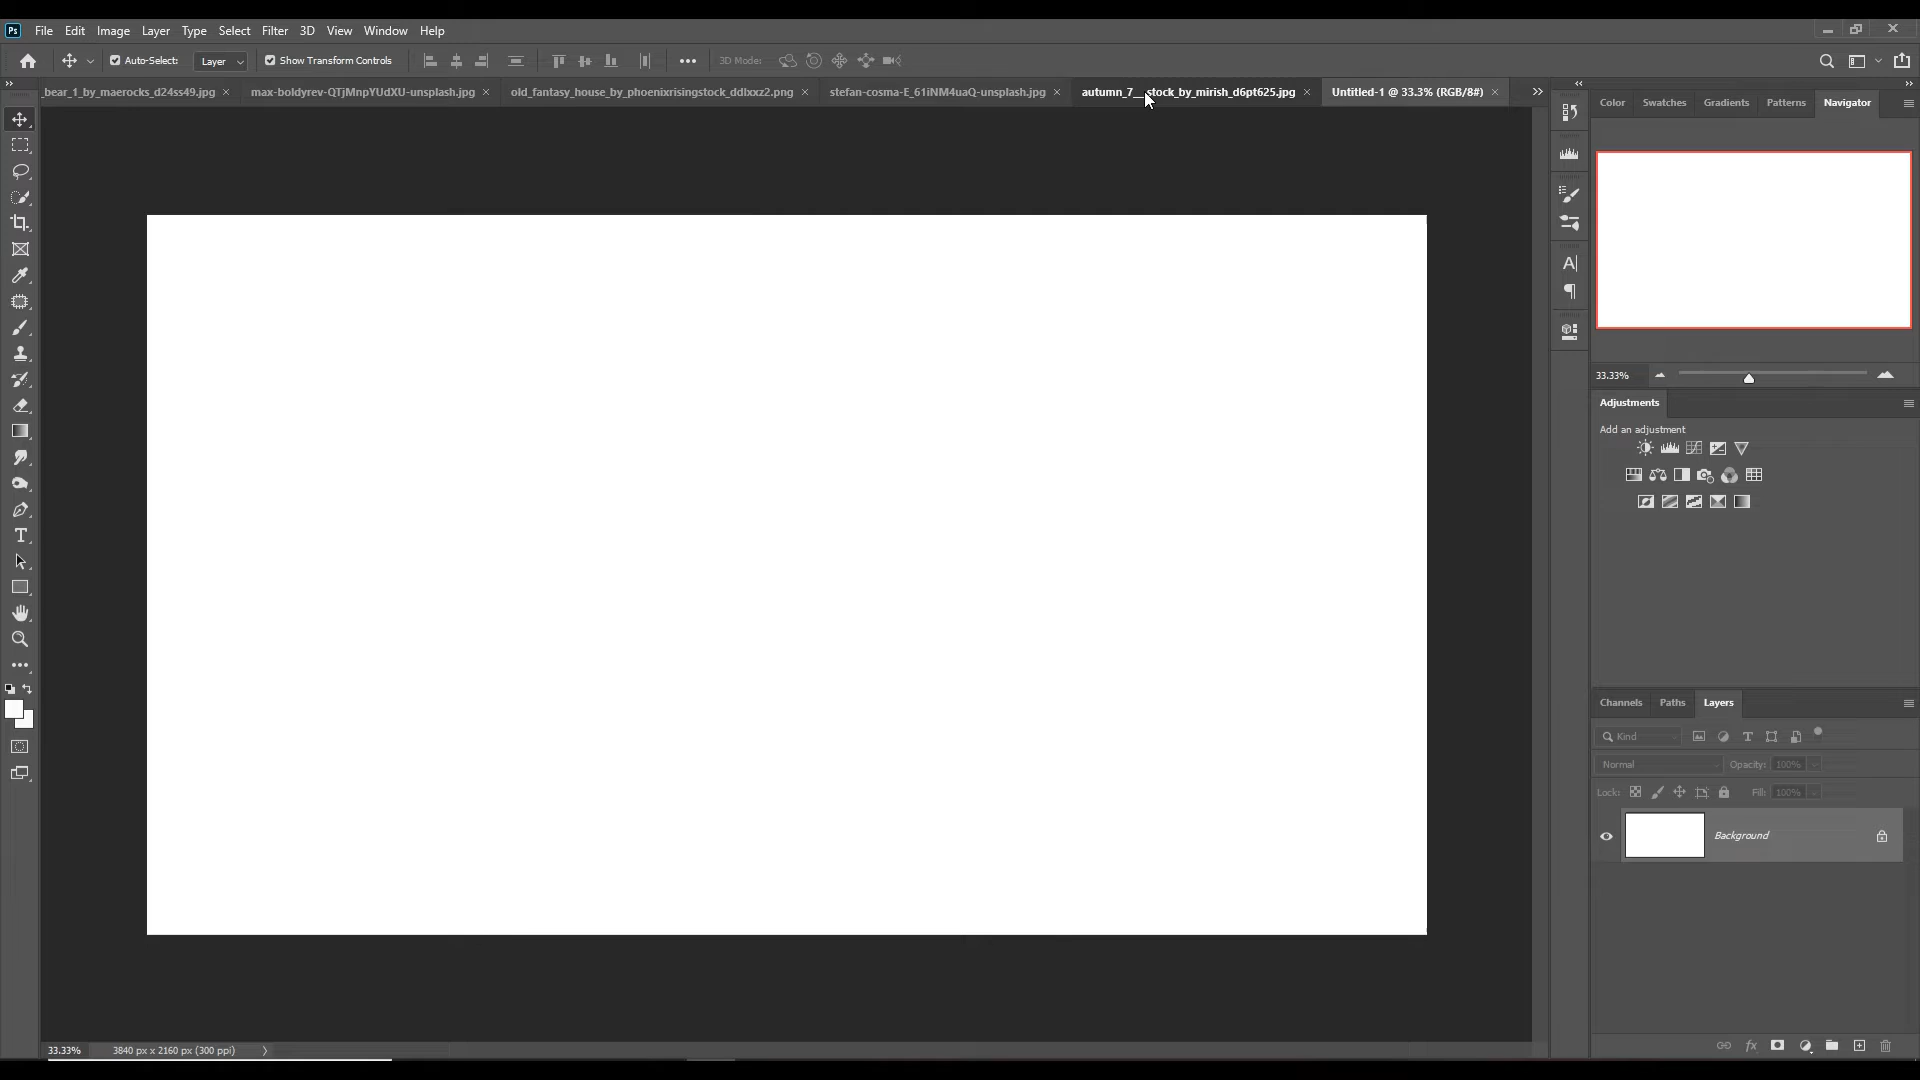 Ps File Edit Image Layer Type Select Filter 3D View Window Help
Auto-Select: Layer Show Transform Controls 3D Mode:
_bear_1_by_maerocks_d24ss49.jpg × max-boldyrev-QTjMnpYUdXU-unsplash.jpg × old_fantasy_house_by_phoenixrisingstock_ddlxxz2.png × stefan-cosma-E_61iNM4uaQ-unsplash.jpg × autumn_7__stock_by_mirish_d6pt625.jpg × Untitled-1 @ 33.3% (RGB/8#) ×
Color Swatches Gradients Patterns Navigator
33.33%
Adjustments
Add an adjustment
Channels Paths Layers
Kind
Normal Opacity: 100%
Lock: Fill: 100%
Background
33.33% 3840 px x 2160 px (300 ppi)